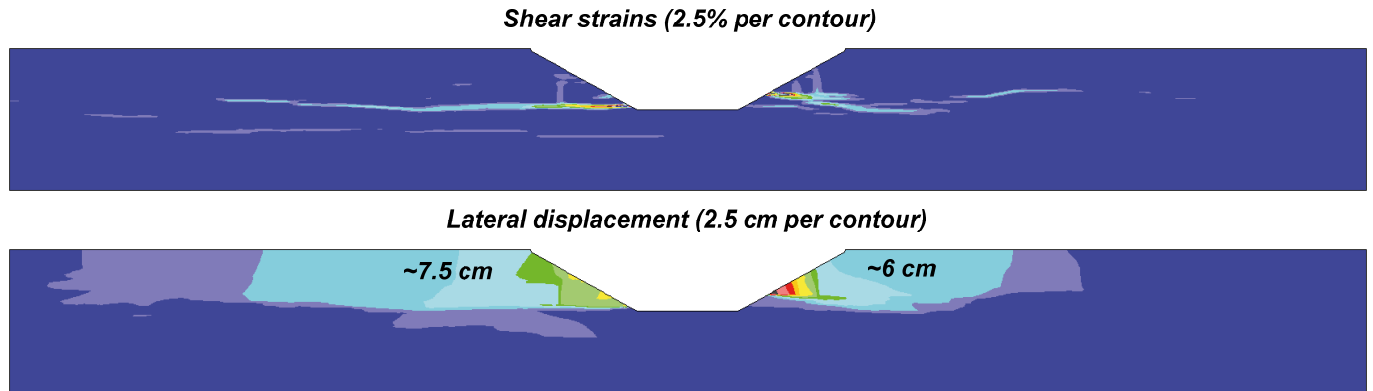 Shear strains (2.5% per contour)
Lateral displacement (2.5 cm per contour)
~7.5 cm
~6 cm